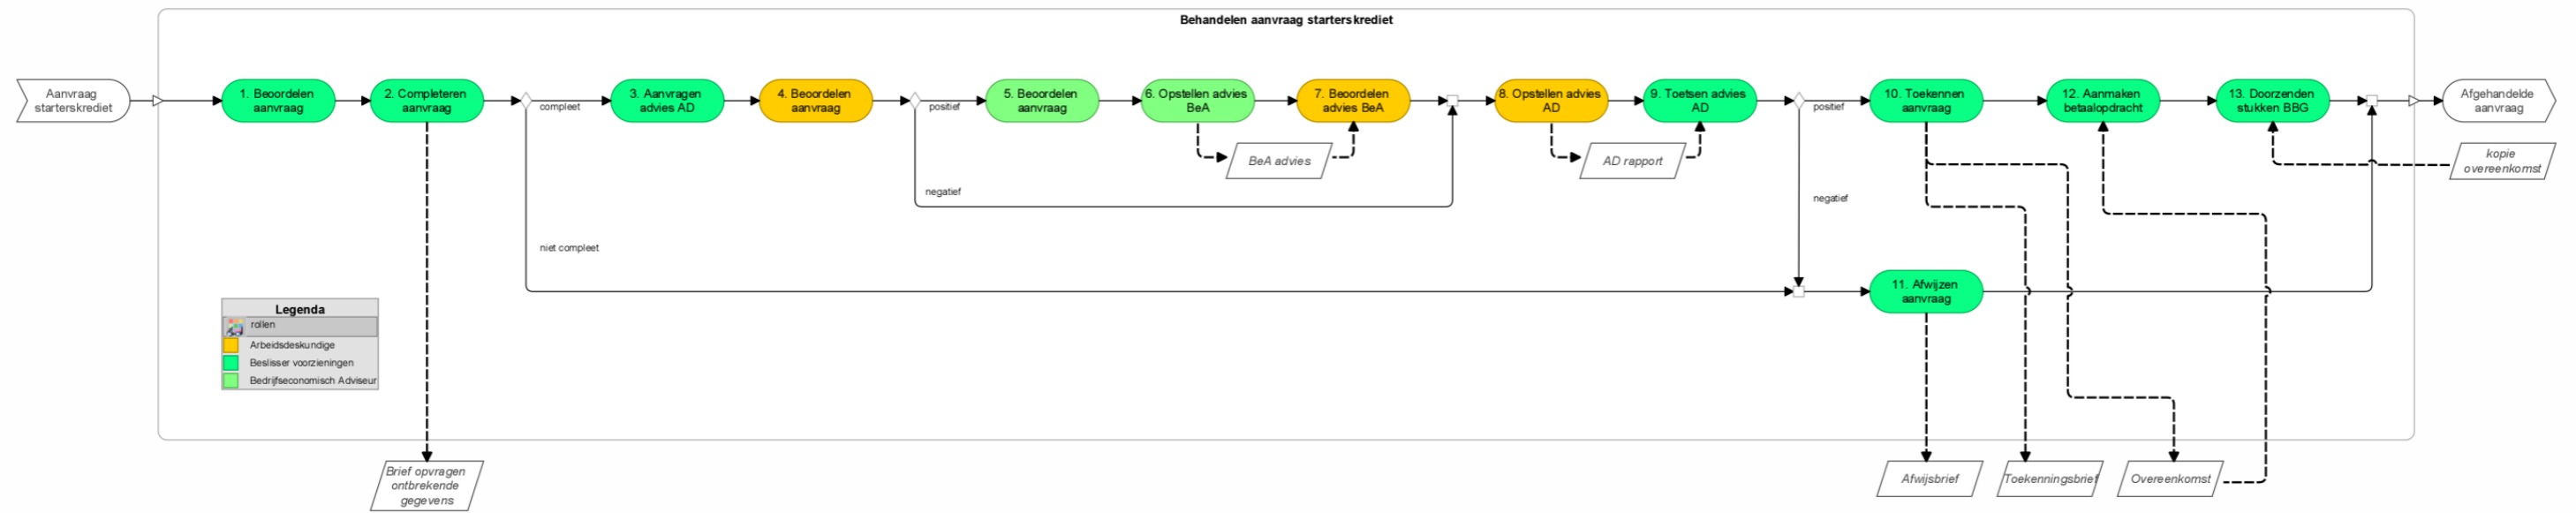 Behandelen aanvraag starterskrediet
Aanvraag
starterskrediet
1. Beoordelen
aanvraag
2. Completeren
aanvraag
compleet
3. Aanvragen
advies AD
4. Beoordelen
aanvraag
positief
5. Beoordelen
aanvraag
6. Opstellen advies
BeA
7. Beoordelen
advies BeA
8. Opstellen advies
AD
9. Toetsen advies
AD
positief
10. Toekennen
aanvraag
12. Aanmaken
betaalopdracht
13. Doorzenden
stukken BBG
Afgehandelde
aanvraag
BeA advies
AD rapport
kopie
overeenkomst
negatief
negatief
niet compleet
11. Afwijzen
aanvraag
Legenda
rollen
Arbeidsdeskundige
Beslisser voorzieningen
Bedrijfseconomisch Adviseur
Brief opvragen
ontbrekende
gegevens
Afwijsbrief
Toekenningsbrief
Overeenkomst